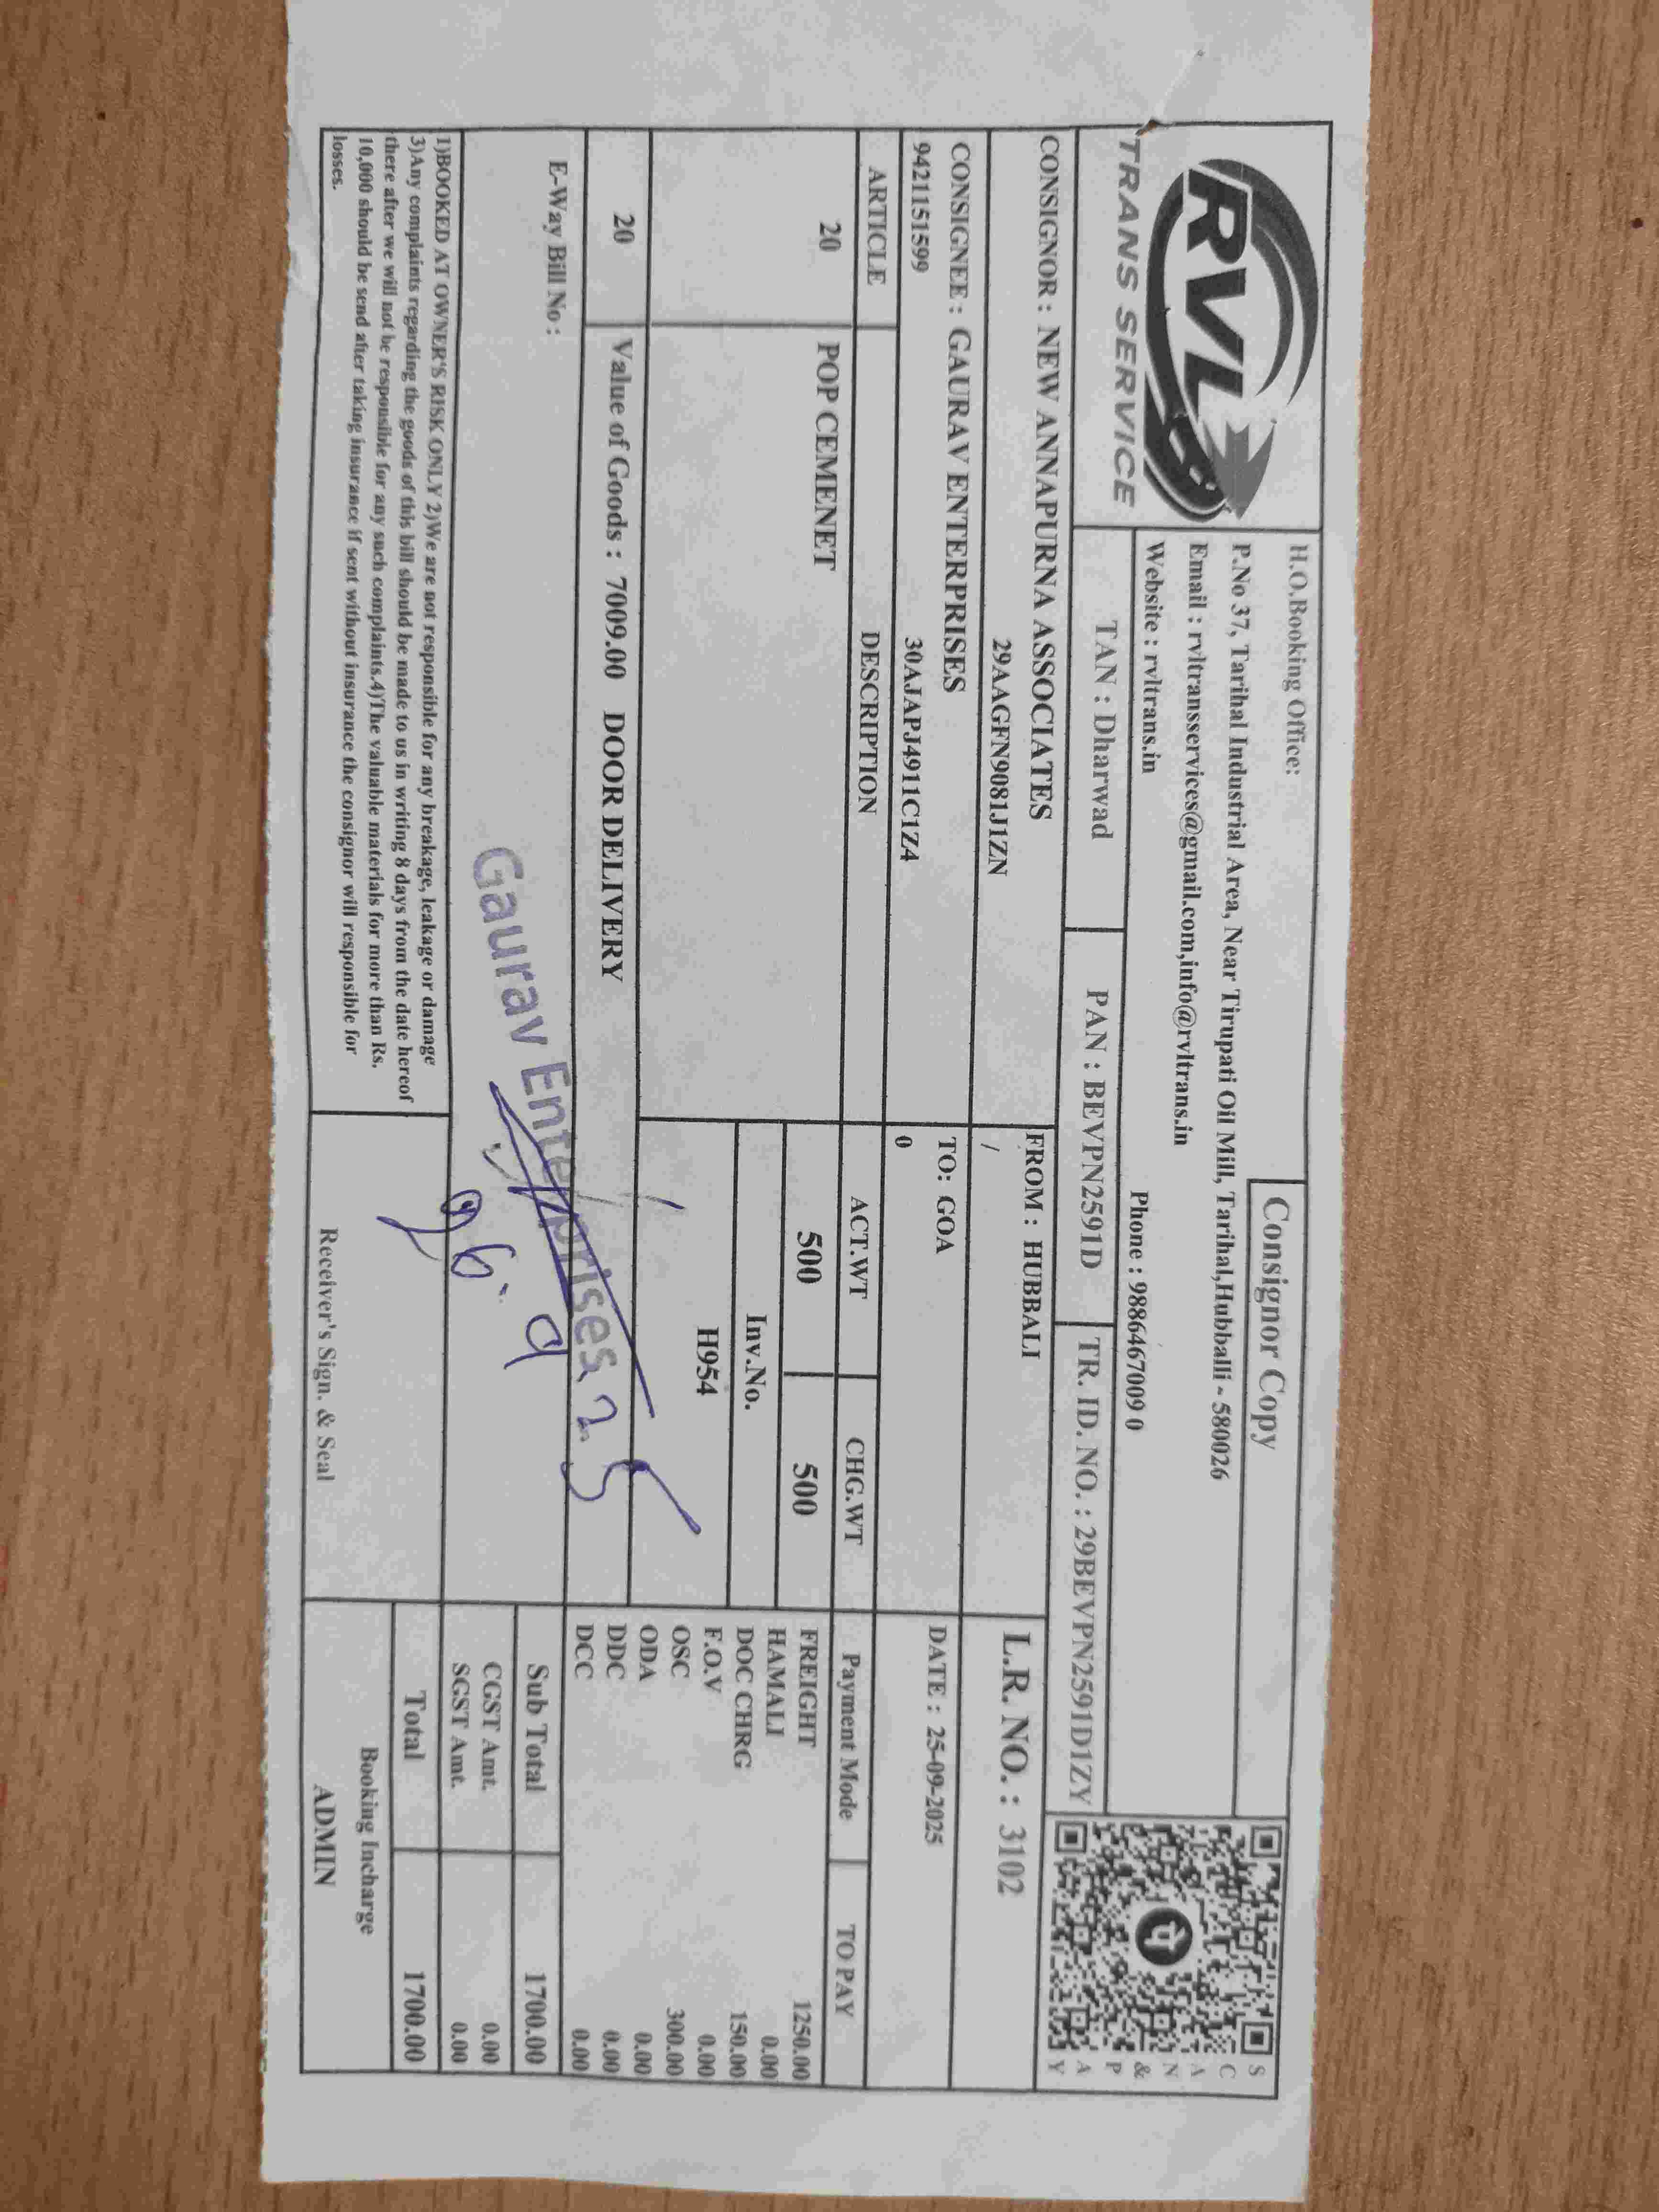 RVL
TRANS SERVICE
H.O.Booking Office:
Consignor Copy
P.No 37, Tarihal Industrial Area, Near Tirupati Oil Mill, Tarihal,Hubballi - 580026
Email : rvltransservices@gmail.com,info@rvltrans.in
Website : rvltrans.in
Phone : 9886467009 0
SCAN & PAY
TAN : Dharwad
PAN : BEVPN2591D
TR. ID. NO. : 29BEVPN2591D1ZY
CONSIGNOR : NEW ANNAPURNA ASSOCIATES
29AAGFN9081J1ZN
FROM : HUBBALI
/
L.R. NO. : 3102
CONSIGNEE : GAURAV ENTERPRISES
9421151599 30AJAPJ4911C1Z4
TO: GOA
0
DATE : 25-09-2025
ARTICLE DESCRIPTION ACT.WT CHG.WT Payment Mode TO PAY
20 POP CEMENET 500 500
Inv.No.
H954
FREIGHT 1250.00
HAMALI 0.00
DOC CHRG 150.00
F.O.V 0.00
OSC 300.00
ODA 0.00
DDC 0.00
DCC 0.00
20 Value of Goods : 7009.00 DOOR DELIVERY
E-Way Bill No :
Gaurav Enterprises
26.9
25
Sub Total 1700.00
CGST Amt. 0.00
SGST Amt. 0.00
Total 1700.00
1)BOOKED AT OWNER'S RISK ONLY 2)We are not responsible for any breakage, leakage or damage
3)Any complaints regarding the goods of this bill should be made to us in writing 8 days from the date hereof
there after we will not be responsible for any such complaints.4)The valuable materials for more than Rs.
10,000 should be send after taking insurance if sent without insurance the consignor will responsible for
losses.
Receiver's Sign. & Seal
Booking Incharge
ADMIN